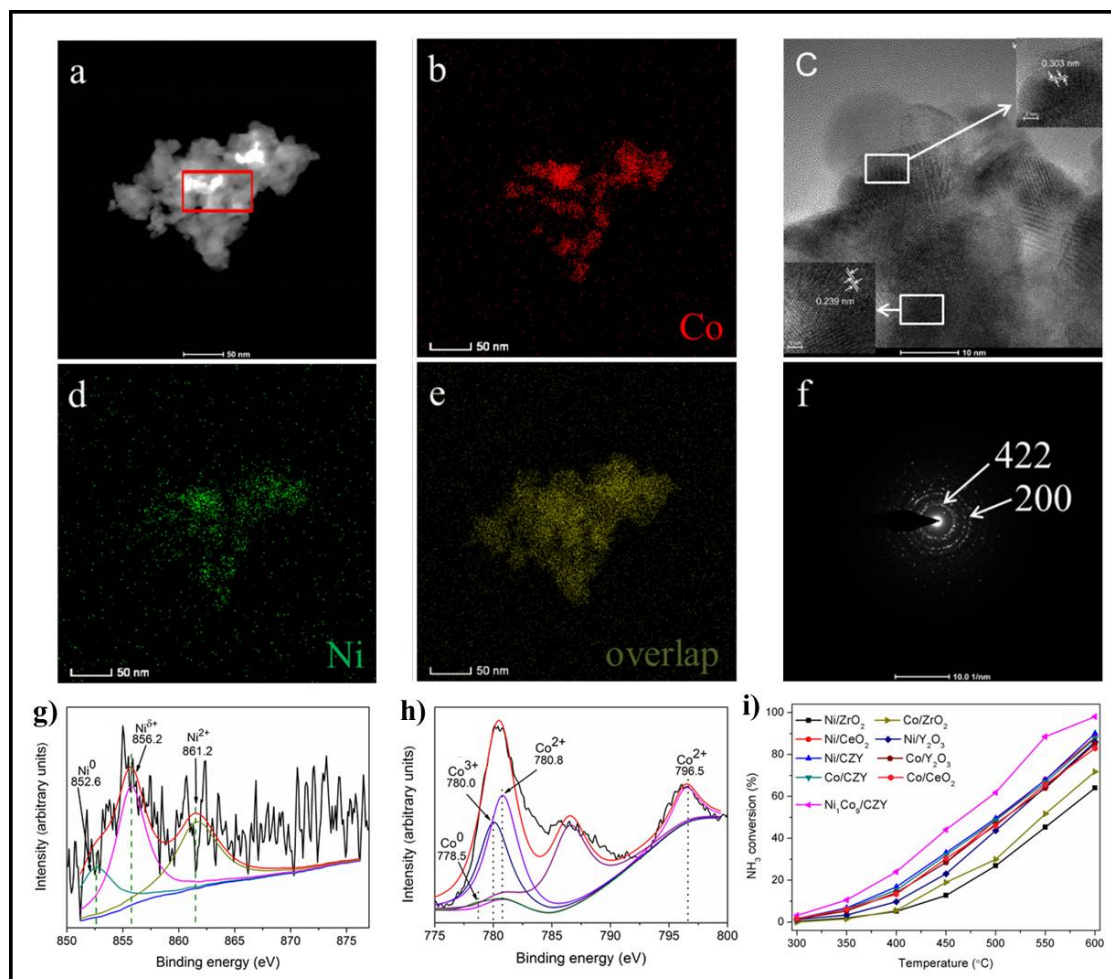 a
50 nm
b
Co
50 nm
C
0.303 nm
0.239 nm
10 nm
d
Ni
50 nm
e
overlap
50 nm
f
422
200
10.0 1/nm
g)
Intensity (arbitrary units)
Ni0
852.6
Niδ+
856.2
Ni2+
861.2
850 855 860 865 870 875
Binding energy (eV)
h)
Intensity (arbitrary units)
Co0
778.5
Co3+
780.0
Co2+
780.8
Co2+
796.5
775 780 785 790 795 800
Binding energy (eV)
i)
NH3 conversion (%)
100
80
60
40
20
0
Ni/ZrO2 Co/ZrO2
Ni/CeO2 Ni/Y2O3
Ni/CZY Co/Y2O3
Co/CZY Co/CeO2
Ni1Co9/CZY
300 350 400 450 500 550 600
Temperature (°C)